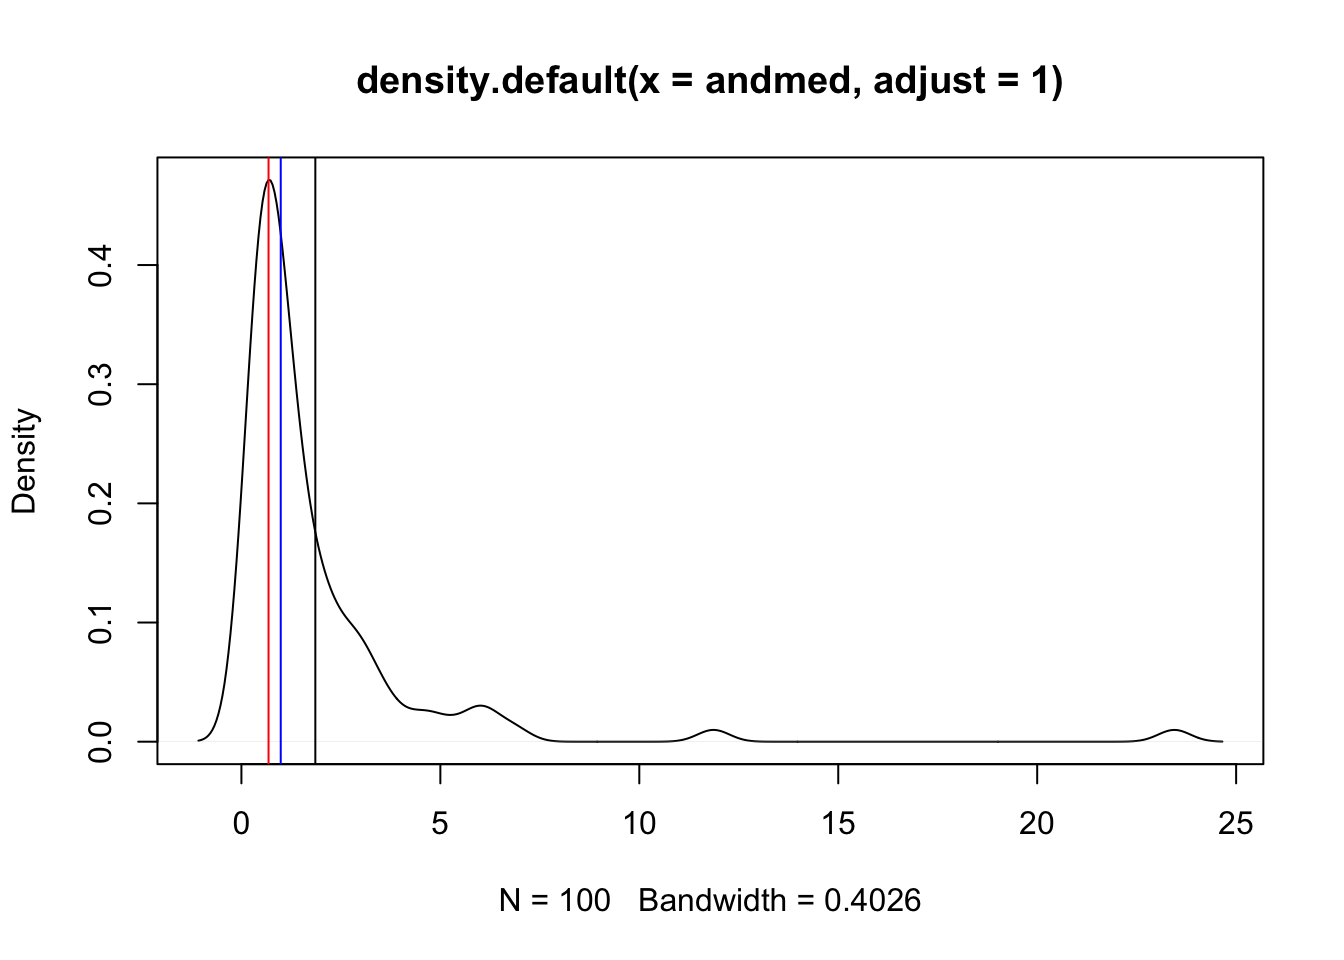 density.default(x = andmed, adjust = 1)
Density
0.4
0.3
0.2
0.1
0.0
0 5 10 15 20 25
N = 100 Bandwidth = 0.4026